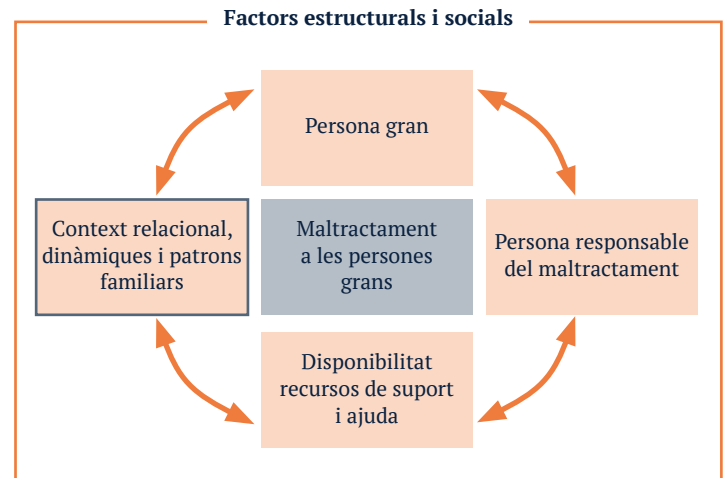 Factors estructurals i socials
Persona gran
Context relacional,
dinàmiques i patrons
familiars
Maltractament
a les persones
grans
Persona responsable
del maltractament
Disponibilitat
recursos de suport
i ajuda